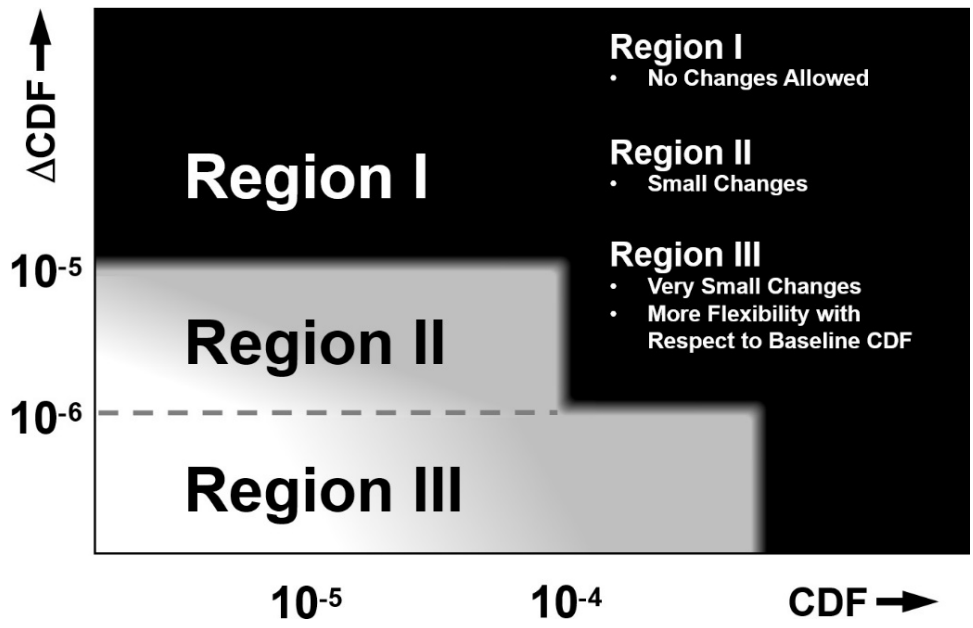 ΔCDF
Region I
• No Changes Allowed
Region II
• Small Changes
Region III
• Very Small Changes
• More Flexibility with
Respect to Baseline CDF
Region I
10⁻⁵
Region II
10⁻⁶
Region III
10⁻⁵
10⁻⁴
CDF